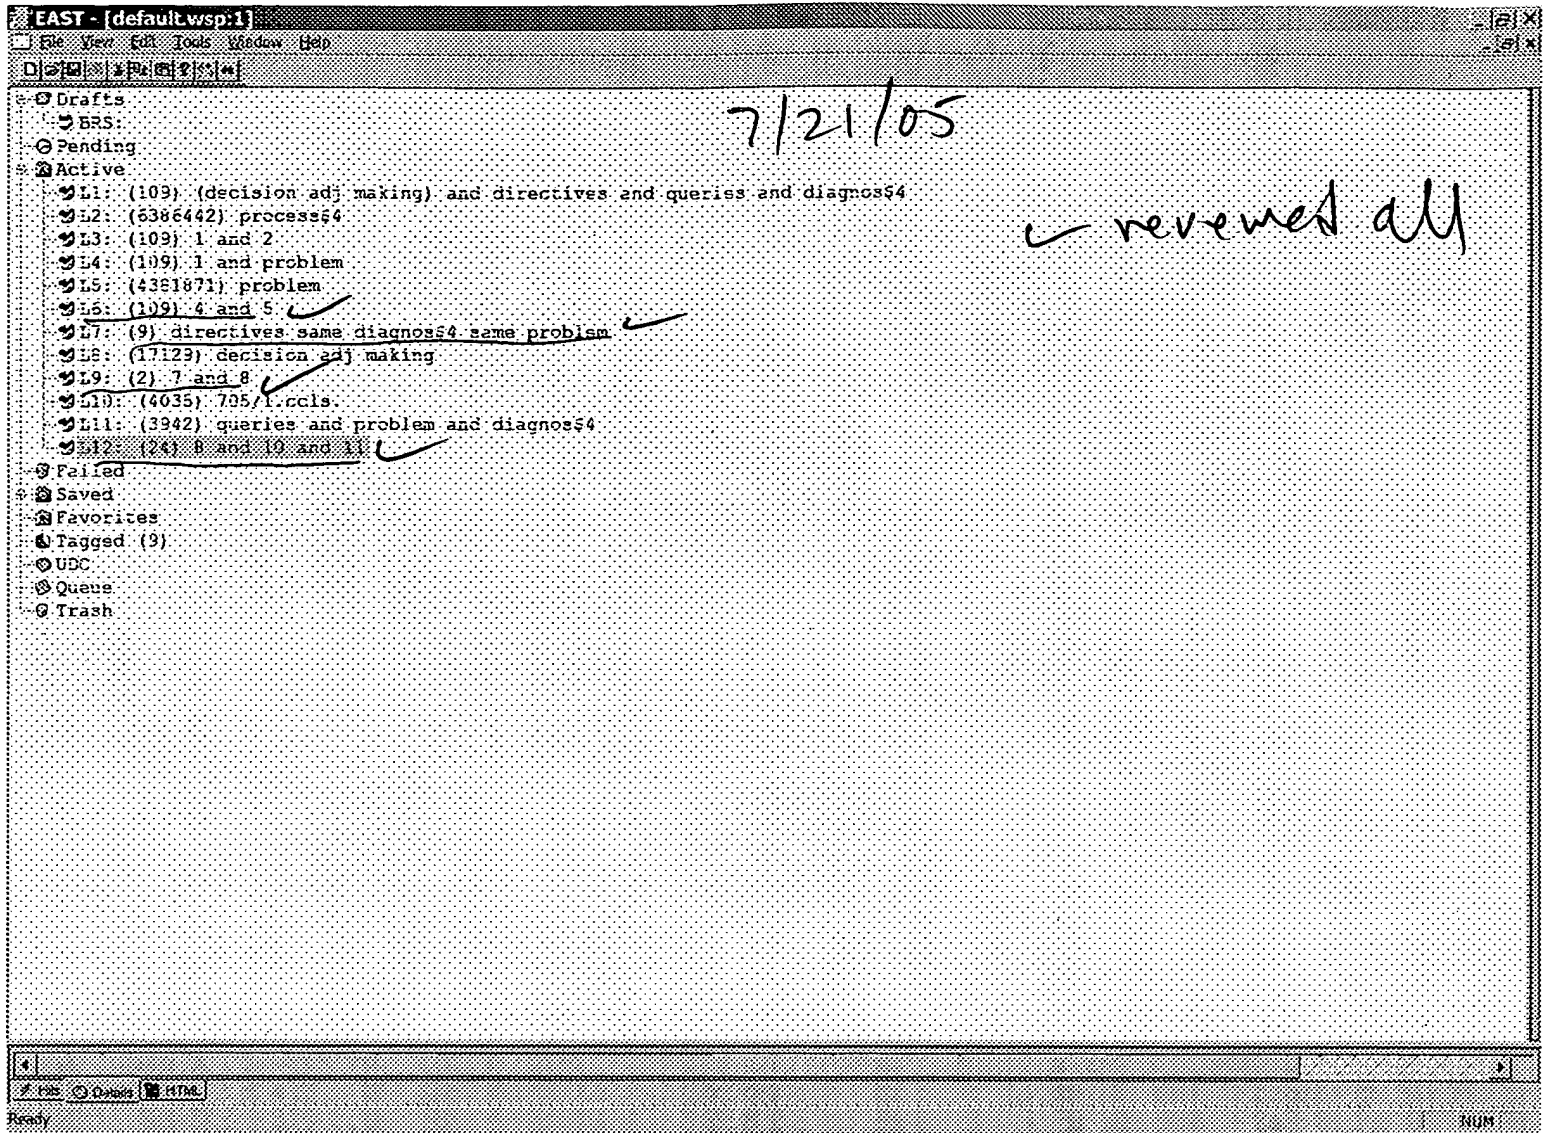 EAST - [default.wsp:1]
File View Edit Tools Window Help
7/21/05
Drafts
BRS:
Pending
Active
L1: (109) (decision adj making) and directives and queries and diagnos$4
L2: (6386442) process$4
✓ reviewed all
L3: (109) 1 and 2
L4: (109) 1 and problem
L5: (4381871) problem
L6: (109) 4 and 5 ✓
L7: (9) directives same diagnos$4 same problem ✓
L8: (17129) decision adj making
L9: (2) 7 and 8 ✓
L10: (4035) 705/1.ccls.
L11: (3942) queries and problem and diagnos$4
L12: (24) 8 and 10 and 11 ✓
Failed
Saved
Favorites
Tagged (9)
UDC
Queue
Trash
Hits Details HTML
Ready
NUM